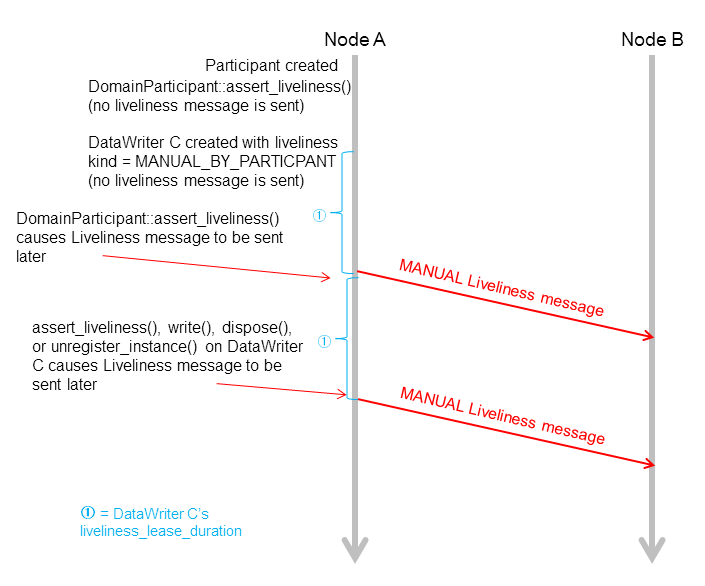 Node A
Node B
Participant created
DomainParticipant::assert_liveliness()
(no liveliness message is sent)
DataWriter C created with liveliness
kind = MANUAL_BY_PARTICPANT
(no liveliness message is sent)
①
DomainParticipant::assert_liveliness()
causes Liveliness message to be sent
later
MANUAL Liveliness message
assert_liveliness(), write(), dispose(),
or unregister_instance() on DataWriter
C causes Liveliness message to be
sent later
①
MANUAL Liveliness message
① = DataWriter C's
liveliness_lease_duration